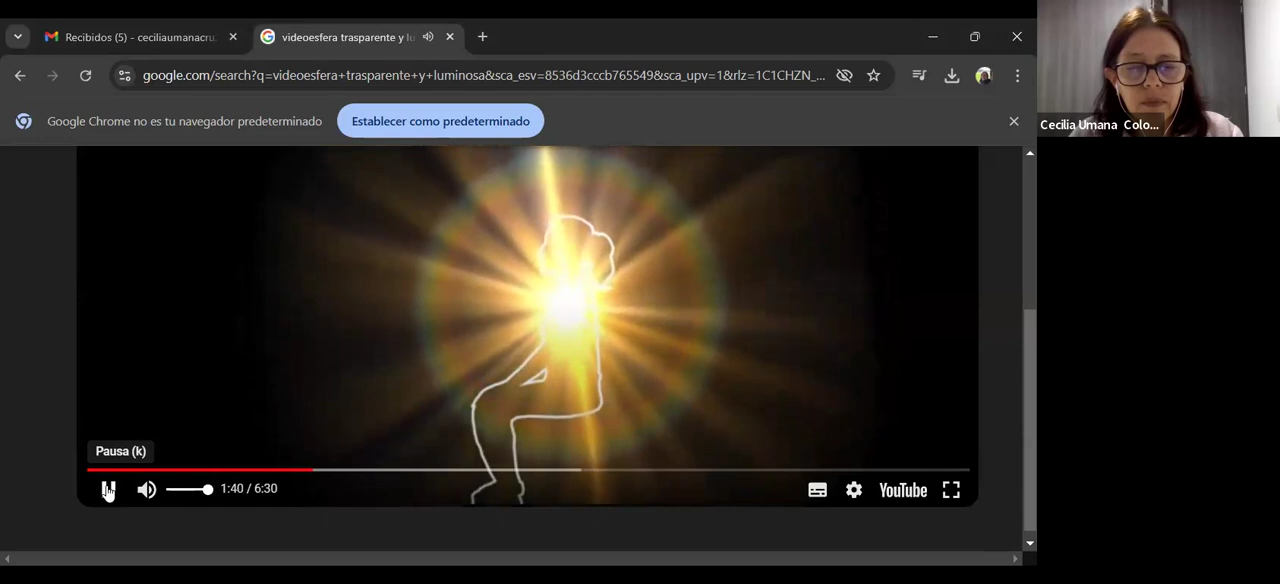 Recibidos (5) - ceciliaumanacru
videoesfera trasparente y lu
google.com/search?q=videoesfera+trasparente+y+luminosa&sca_esv=8536d3cccb765549&sca_upv=1&rlz=1C1CHZN_...
Google Chrome no es tu navegador predeterminado
Establecer como predeterminado
Cecilia Umana Colo...
Pausa (k)
1:40 / 6:30
YouTube